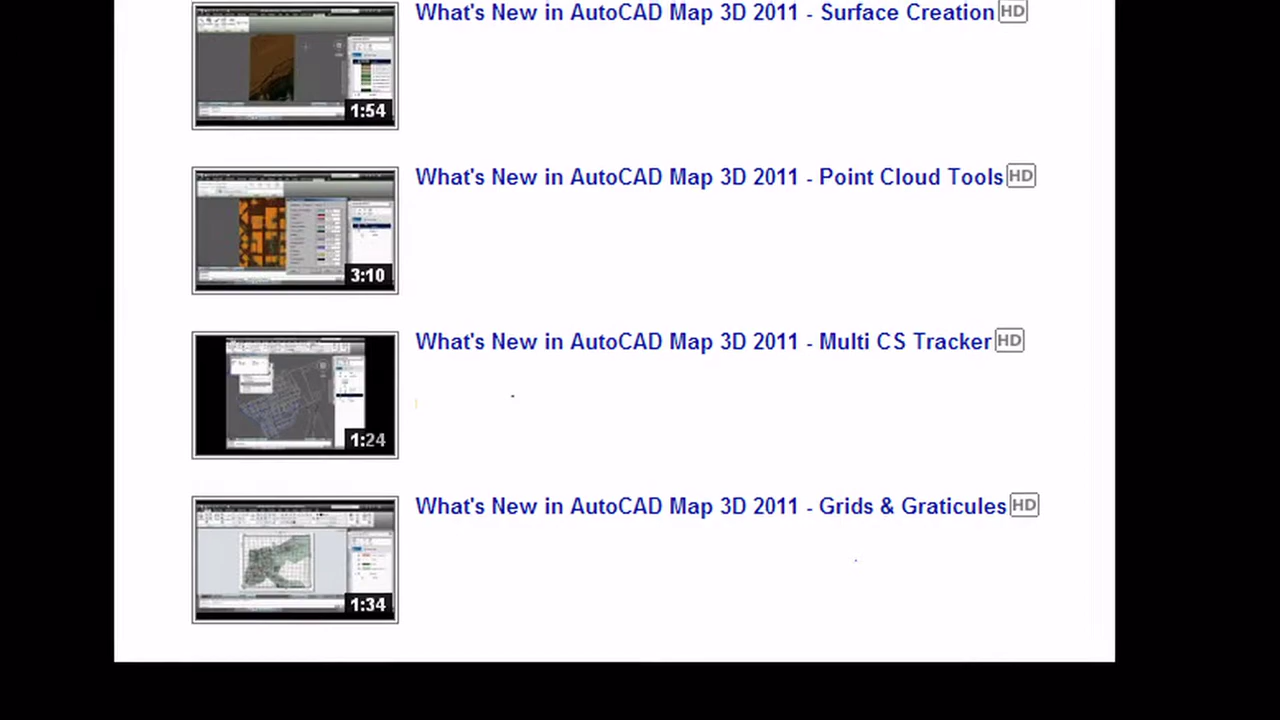 What's New in AutoCAD Map 3D 2011 - Surface Creation HD
1:54
What's New in AutoCAD Map 3D 2011 - Point Cloud Tools HD
3:10
What's New in AutoCAD Map 3D 2011 - Multi CS Tracker HD
1:24
What's New in AutoCAD Map 3D 2011 - Grids & Graticules HD
1:34